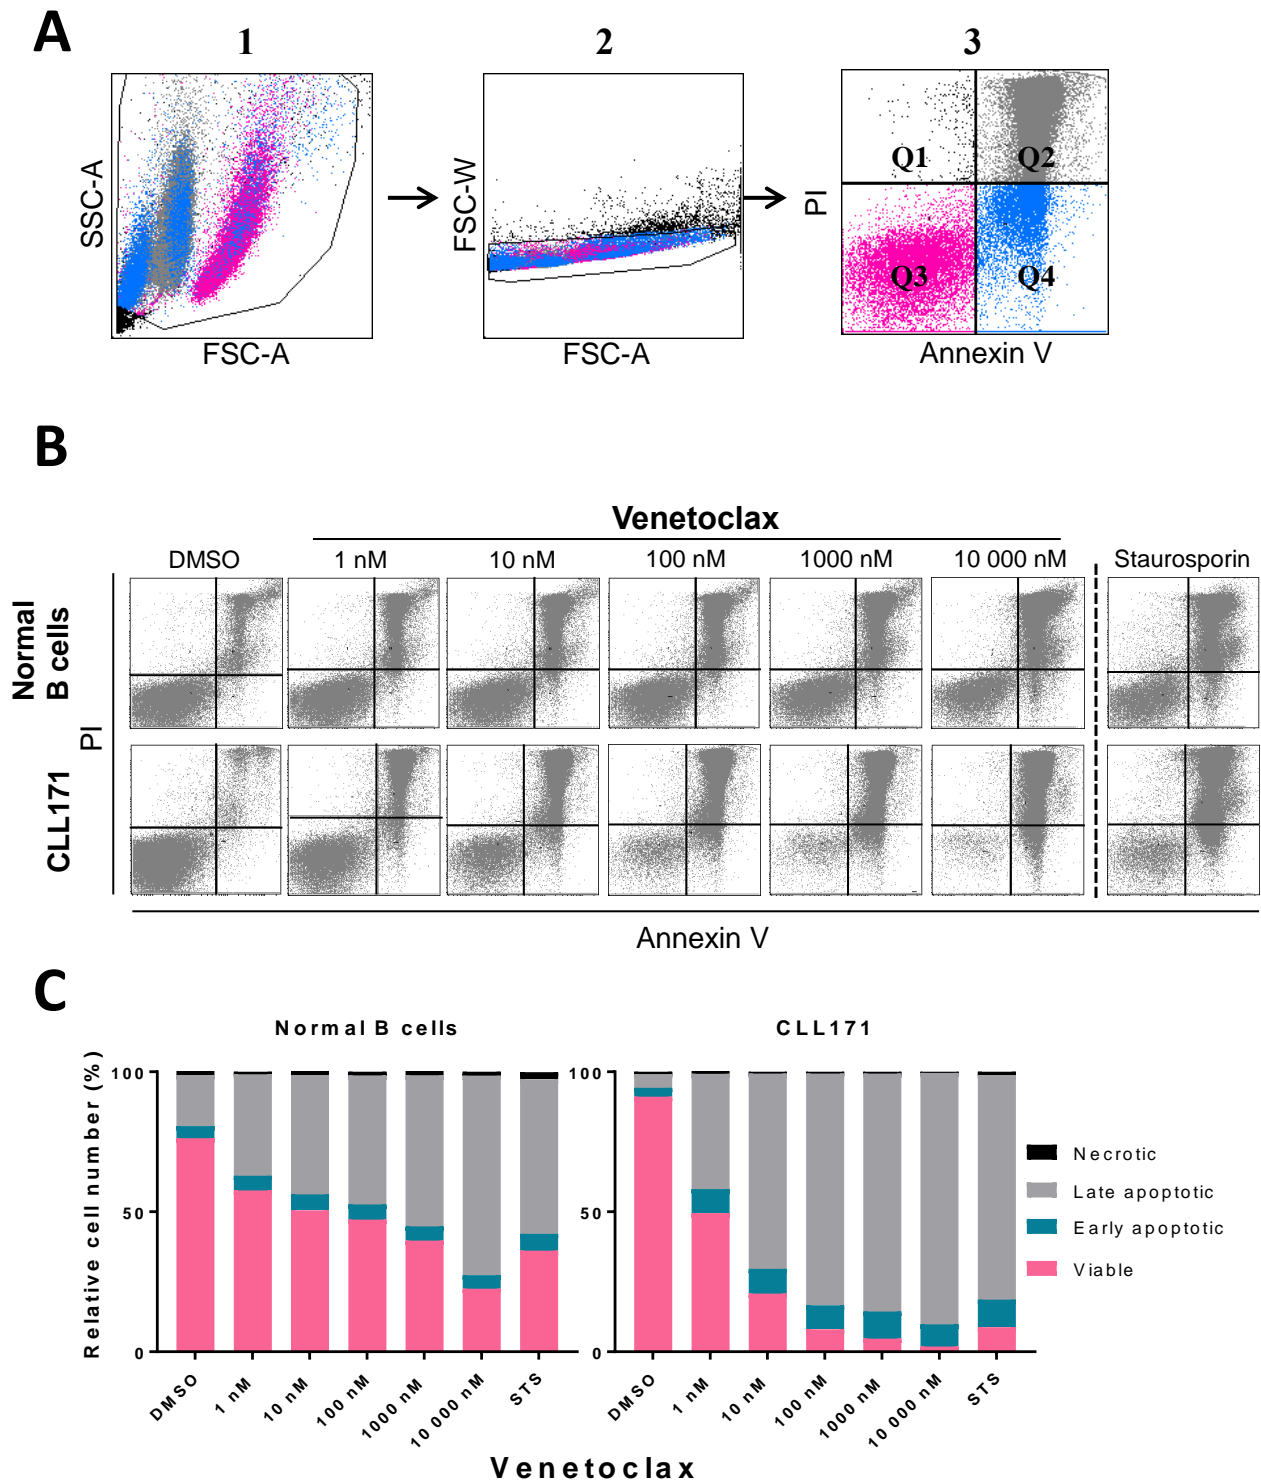 A
1
2
3
SSC-A
FSC-A
FSC-W
FSC-A
PI
Q1
Q2
Q3
Q4
Annexin V
B
Venetoclax
DMSO
1 nM
10 nM
100 nM
1000 nM
10 000 nM
Staurosporin
Normal
B cells
CLL171
PI
Annexin V
C
Normal B cells
CLL171
Relative cell number (%)
100
50
0
DMSO
1 nM
10 nM
100 nM
1000 nM
10 000 nM
STS
100
50
0
DMSO
1 nM
10 nM
100 nM
1000 nM
10 000 nM
STS
Necrotic
Late apoptotic
Early apoptotic
Viable
Venetoclax